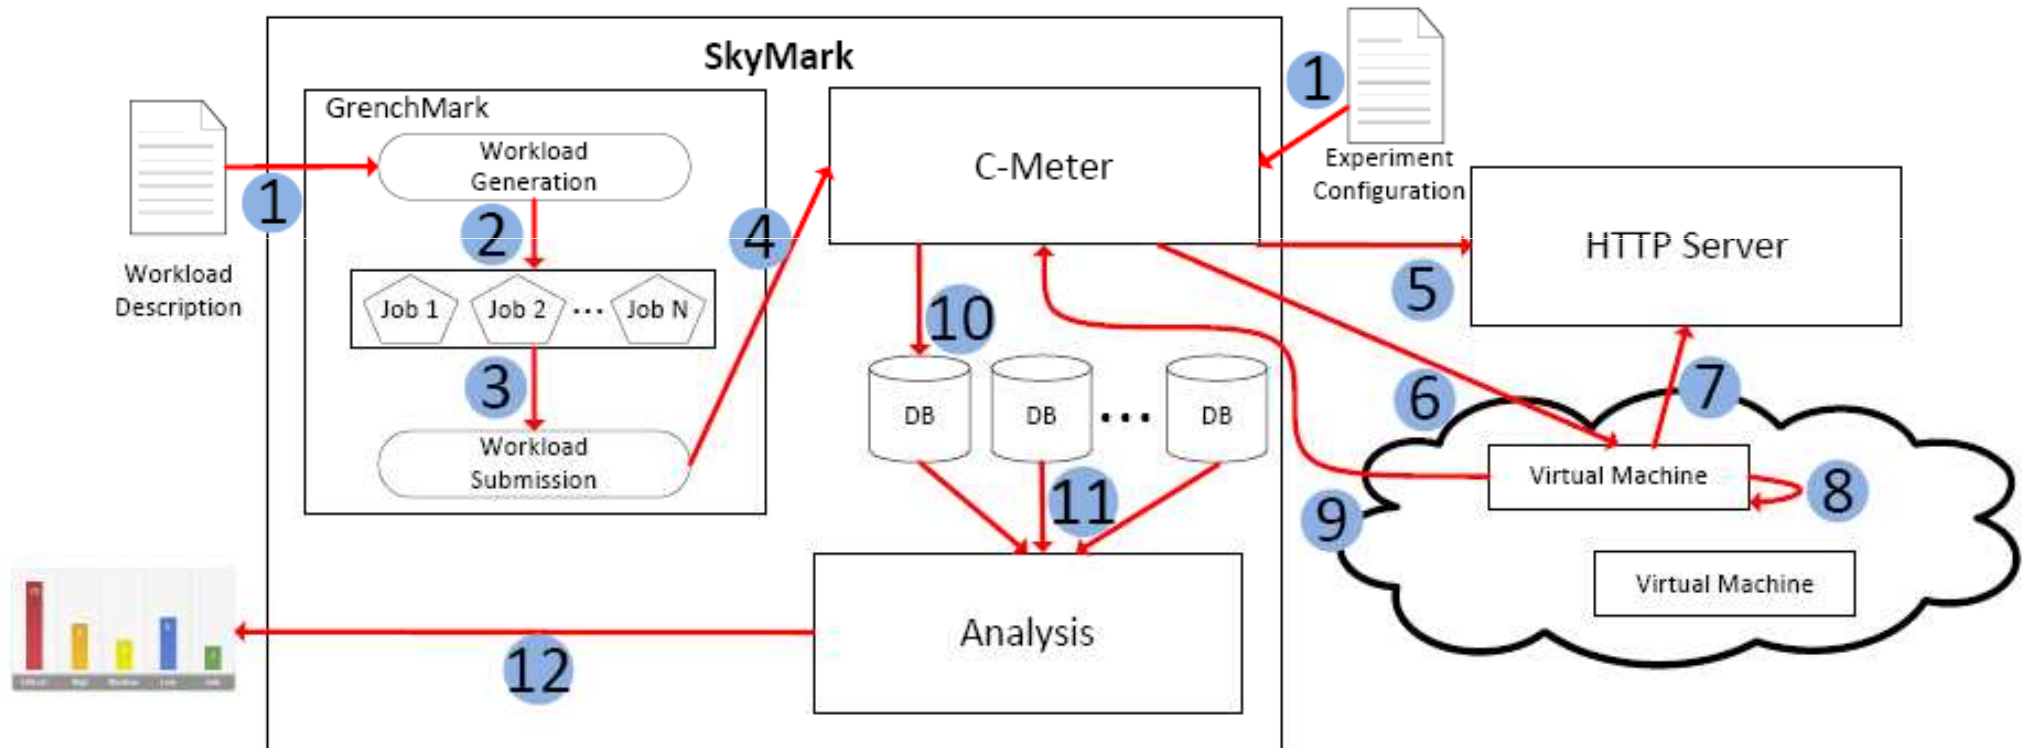 SkyMark
GrenchMark
Workload
Generation
1
Workload
Description
2
Job 1
Job 2
...
Job N
3
Workload
Submission
4
C-Meter
1
Experiment
Configuration
5
HTTP Server
6
7
Virtual Machine
8
9
Virtual Machine
10
DB
DB
...
DB
11
Analysis
12